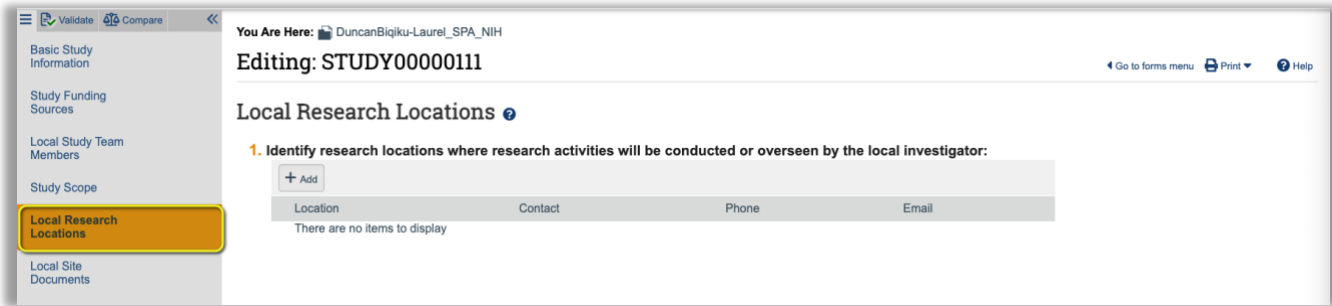 Validate Compare
Basic Study
Information
Study Funding
Sources
Local Study Team
Members
Study Scope
Local Research
Locations
Local Site
Documents
You Are Here: DuncanBiqiku-Laurel_SPA_NIH
Editing: STUDY00000111
Go to forms menu Print Help
Local Research Locations
1. Identify research locations where research activities will be conducted or overseen by the local investigator:
+ Add
Location Contact Phone Email
There are no items to display